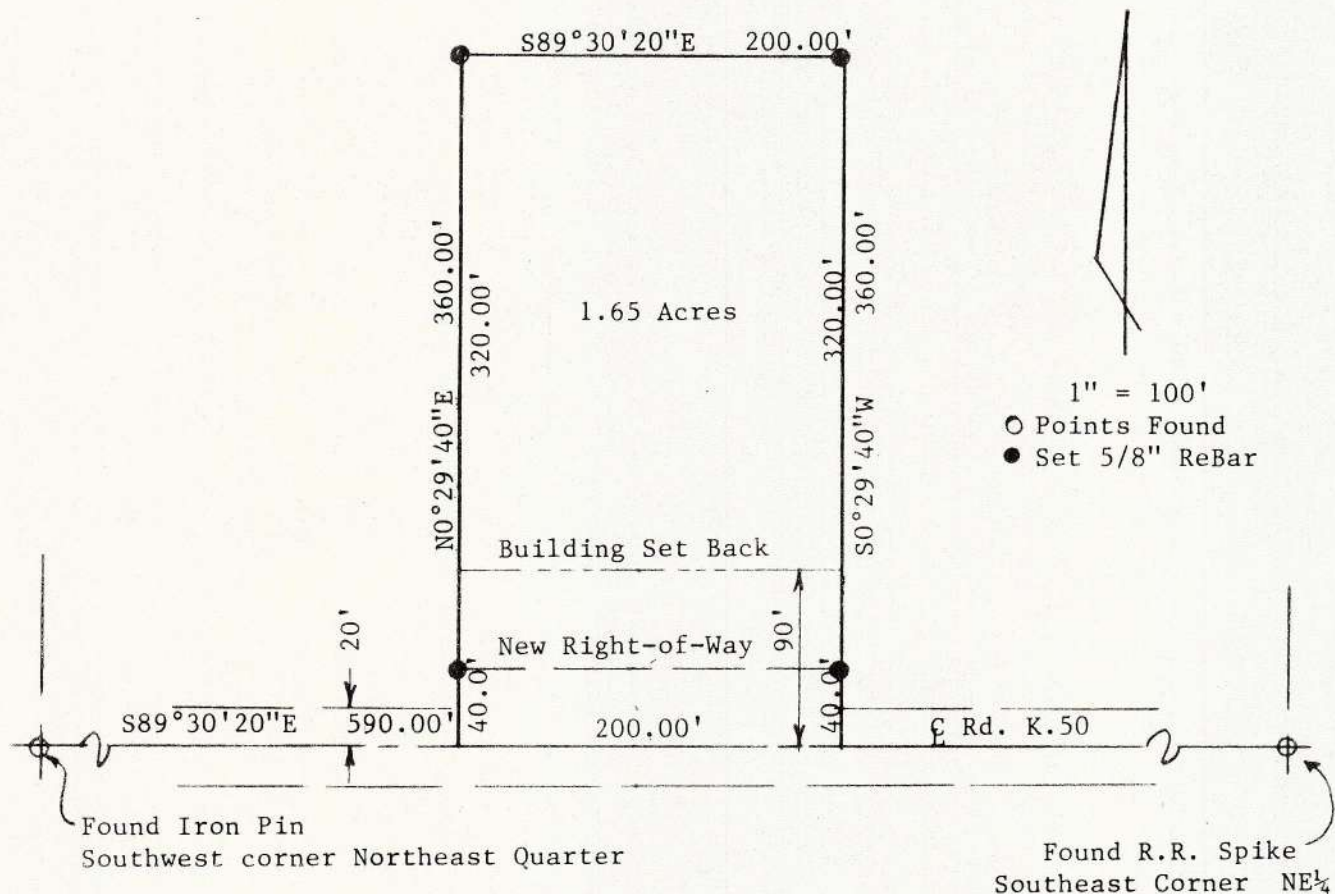 S89°30'20"E 200.00'
N0°29'40"E 360.00'
320.00'
1.65 Acres
320.00'
S0°29'40"W 360.00'
1" = 100'
Points Found
Set 5/8" ReBar
Building Set Back
20'
New Right-of-Way
90'
40.0'
40.0'
S89°30'20"E 590.00'
200.00'
℄ Rd. K.50
Found Iron Pin
Southwest corner Northeast Quarter
Found R.R. Spike
Southeast Corner NE¼